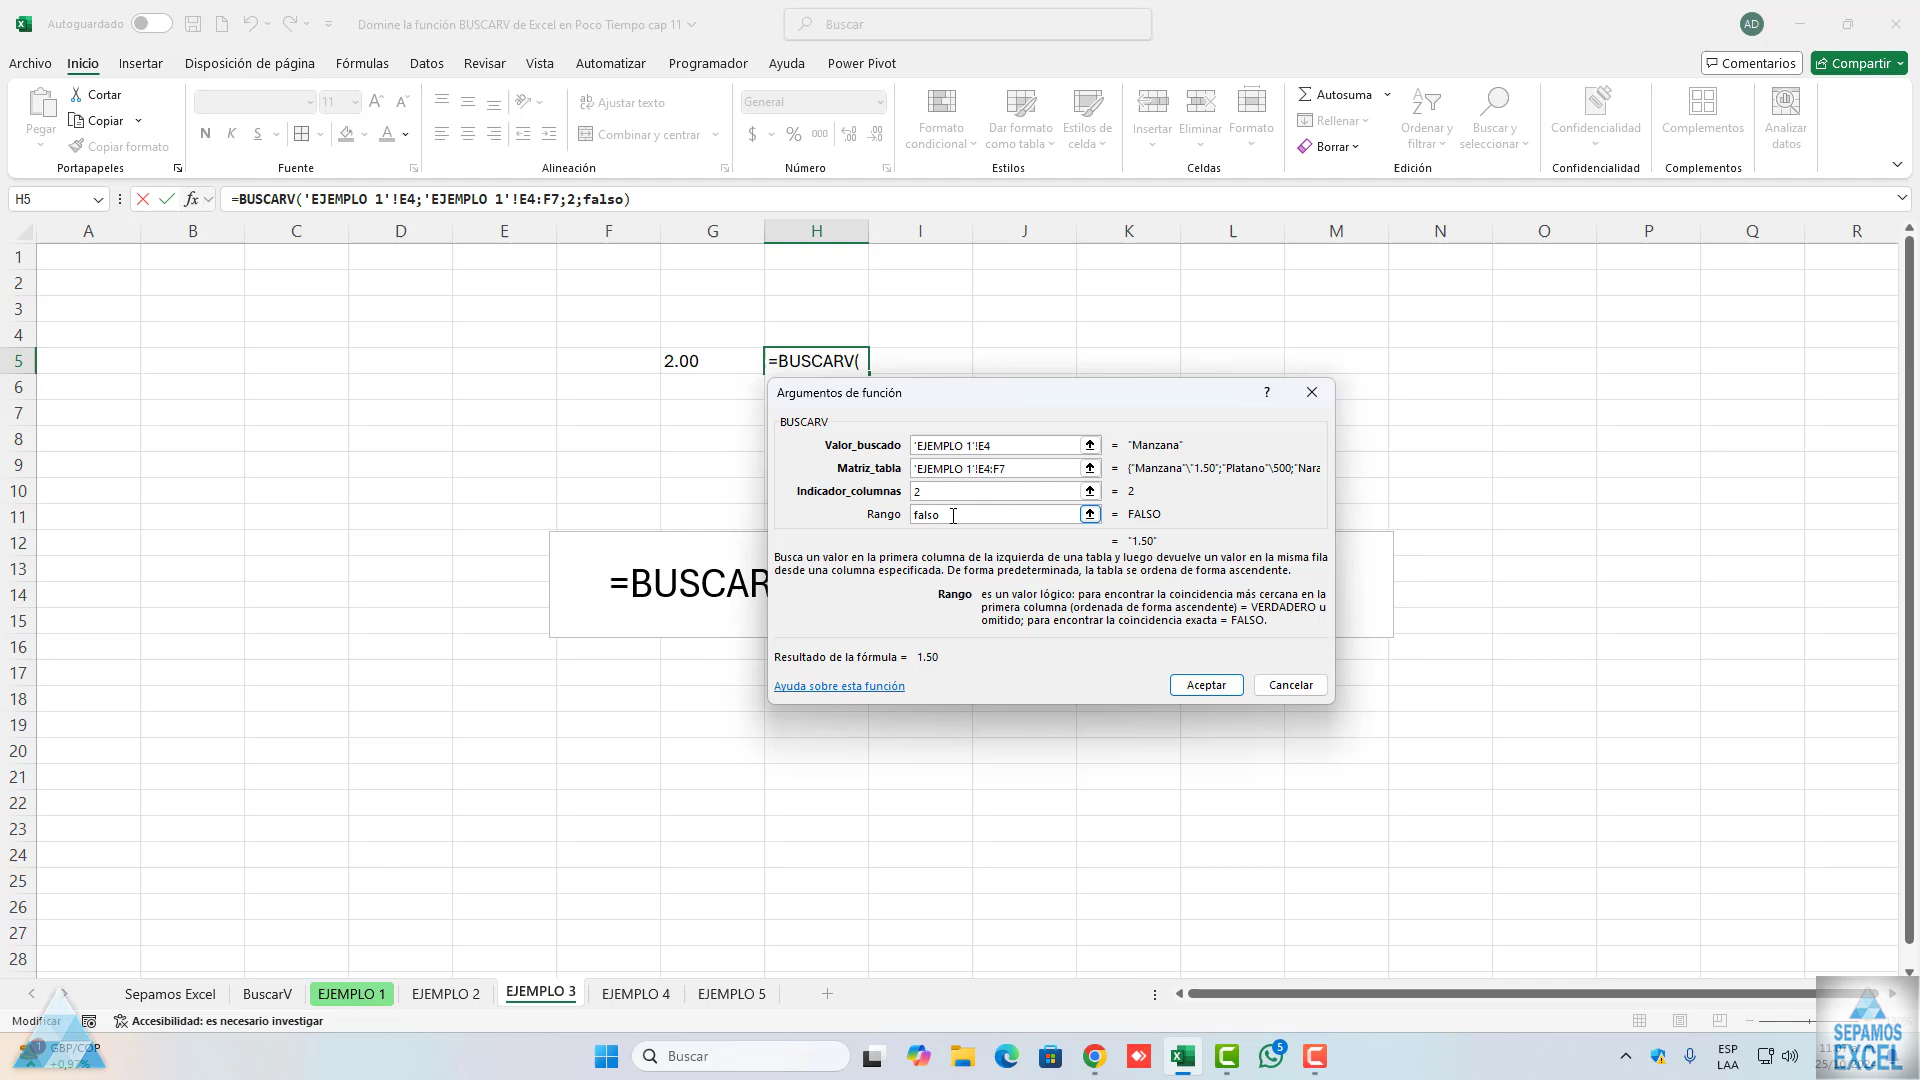 Autoguardado
Domine la función BUSCARV de Excel en Poco Tiempo cap 11
Buscar
AD
Archivo Inicio Insertar Disposición de página Fórmulas Datos Revisar Vista Automatizar Programador Ayuda Power Pivot
Comentarios Compartir
Pegar
Cortar
Copiar
Copiar formato
Portapapeles
11
N K S
Fuente
Ajustar texto
Combinar y centrar
Alineación
General
$ % 000
Número
Formato condicional
Dar formato como tabla
Estilos de celda
Estilos
Insertar Eliminar Formato
Celdas
Autosuma
Rellenar
Borrar
Ordenar y filtrar
Buscar y seleccionar
Edición
Confidencialidad
Confidencialidad
Complementos
Complementos
Analizar datos
H5
fx
=BUSCARV('EJEMPLO 1'!E4;'EJEMPLO 1'!E4:F7;2;falso)
A B C D E F G H I J K L M N O P Q R
1
2
3
4
5 2.00 =BUSCARV(
6
7
8
9
10
11
12
13
14
15
16
17
18
19
20
21
22
23
24
25
26
27
28
=BUSCAR
Argumentos de función
?
BUSCARV
Valor_buscado 'EJEMPLO 1'!E4 = "Manzana"
Matriz_tabla 'EJEMPLO 1'!E4:F7 = {"Manzana"\"1.50";"Platano"\500;"Nara
Indicador_columnas 2 = 2
Rango falso = FALSO
= "1.50"
Busca un valor en la primera columna de la izquierda de una tabla y luego devuelve un valor en la misma fila
desde una columna especificada. De forma predeterminada, la tabla se ordena de forma ascendente.
Rango es un valor lógico: para encontrar la coincidencia más cercana en la
primera columna (ordenada de forma ascendente) = VERDADERO u
omitido; para encontrar la coincidencia exacta = FALSO.
Resultado de la fórmula = 1.50
Ayuda sobre esta función
Aceptar Cancelar
Sepamos Excel BuscarV EJEMPLO 1 EJEMPLO 2 EJEMPLO 3 EJEMPLO 4 EJEMPLO 5
Modificar
Accesibilidad: es necesario investigar
GBP/COP
+0,97%
Buscar
5
ESP
LAA
SEPAMOS
EXCEL